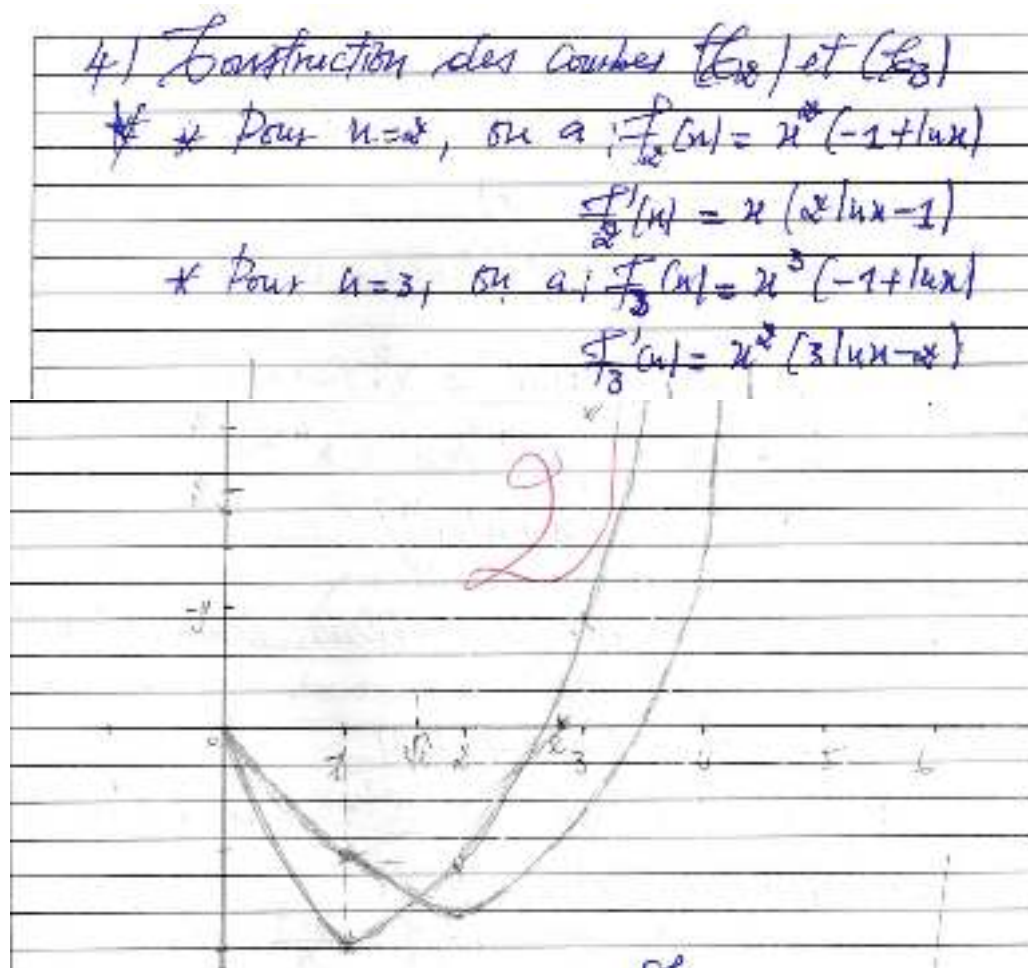 4) Construction des courbes (C2) et (C3)
* Pour n=2, on a : f2(x) = x²(-1+lnx)
f'2(x) = x (2lnx-1)
* Pour n=3, on a : f3(x) = x³(-1+lnx)
f'3(x) = x²(3lnx-2)
2
0 1 2 3 4 5 6